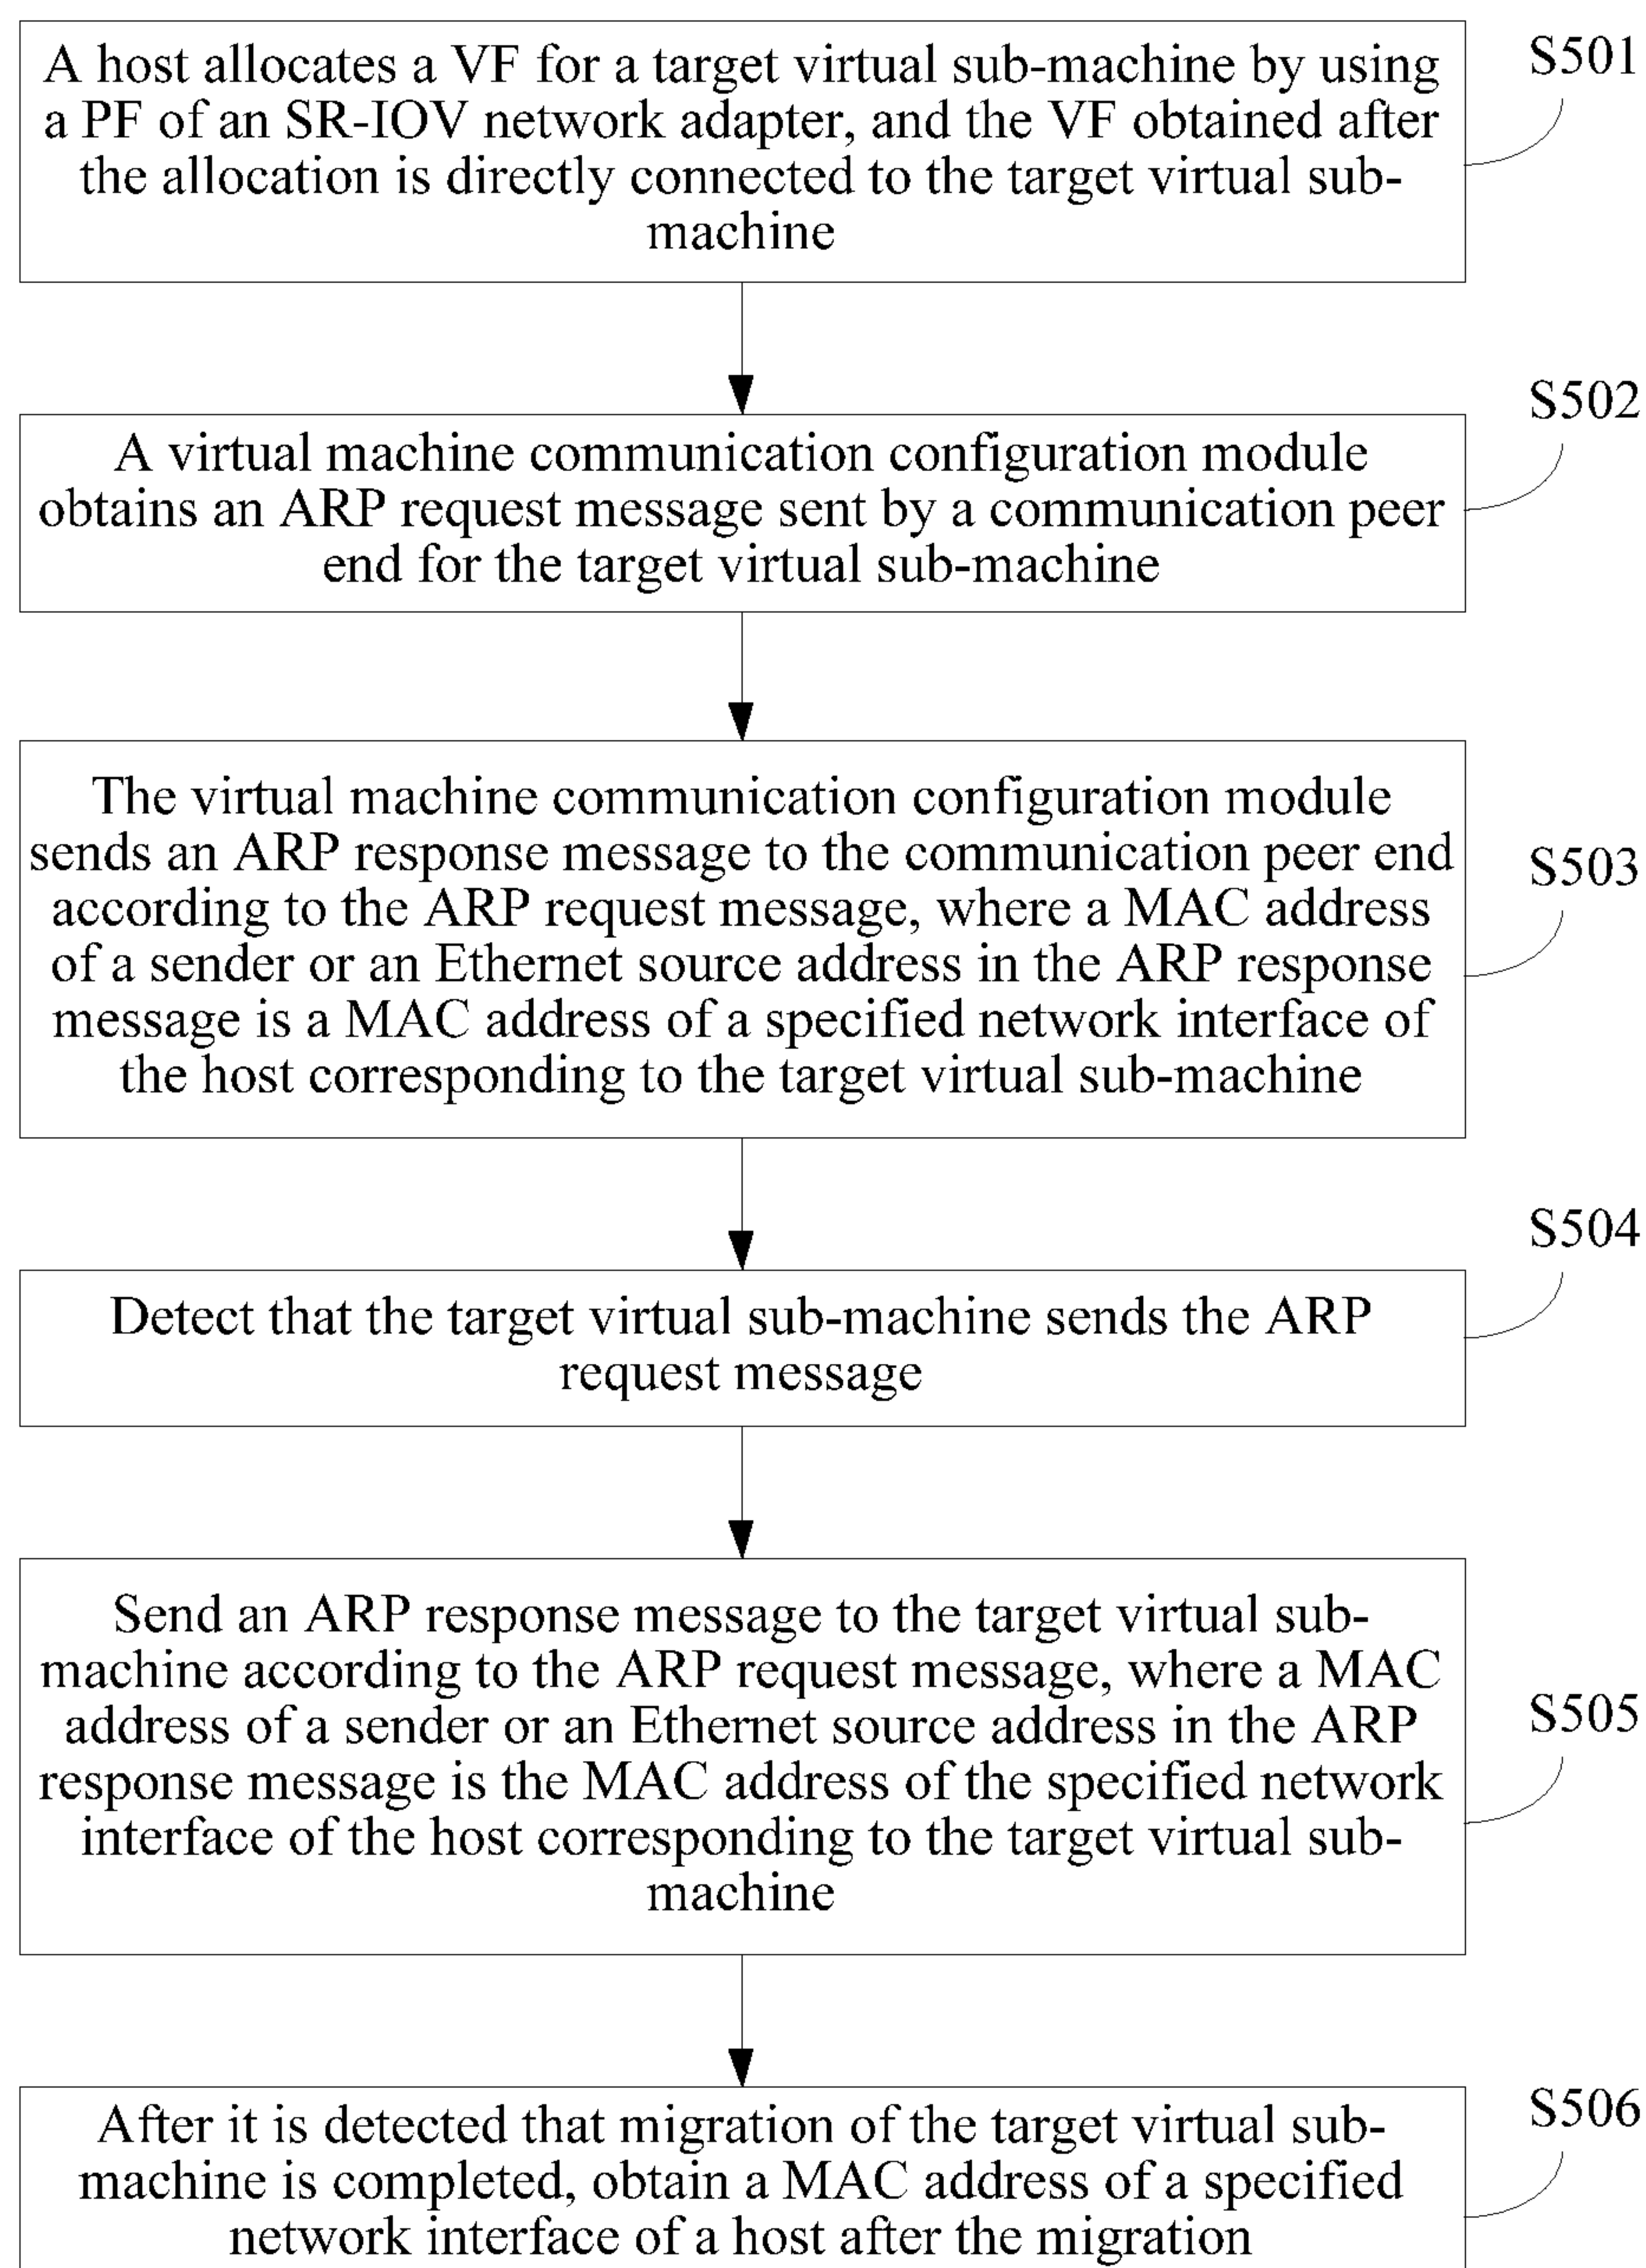 A host allocates a VF for a target virtual sub-machine by using
a PF of an SR-IOV network adapter, and the VF obtained after
the allocation is directly connected to the target virtual sub-
machine
S501
A virtual machine communication configuration module
obtains an ARP request message sent by a communication peer
end for the target virtual sub-machine
S502
The virtual machine communication configuration module
sends an ARP response message to the communication peer end
according to the ARP request message, where a MAC address
of a sender or an Ethernet source address in the ARP response
message is a MAC address of a specified network interface of
the host corresponding to the target virtual sub-machine
S503
Detect that the target virtual sub-machine sends the ARP
request message
S504
Send an ARP response message to the target virtual sub-
machine according to the ARP request message, where a MAC
address of a sender or an Ethernet source address in the ARP
response message is the MAC address of the specified network
interface of the host corresponding to the target virtual sub-
machine
S505
After it is detected that migration of the target virtual sub-
machine is completed, obtain a MAC address of a specified
network interface of a host after the migration
S506